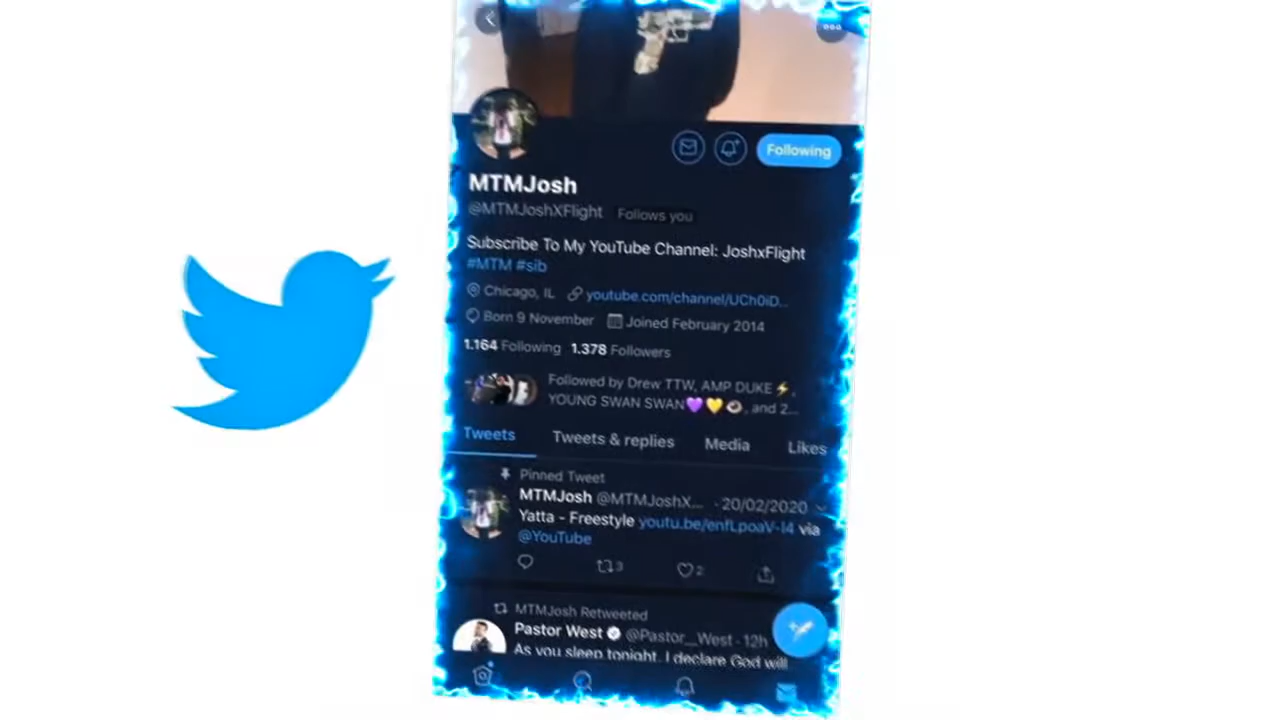 Following
MTMJosh
@MTMJoshXFlight Follows you
Subscribe To My YouTube Channel: JoshxFlight
#MTM #sib
Chicago, IL youtube.com/channel/UCh0iD...
Born 9 November Joined February 2014
1.164 Following 1.378 Followers
Followed by Drew TTW, AMP DUKE⚡,
YOUNG SWAN SWAN💜💛👁, and 2...
Tweets Tweets & replies Media Likes
Pinned Tweet
MTMJosh @MTMJoshX... · 20/02/2020
Yatta - Freestyle youtu.be/enfLpoaV-I4 via
@YouTube
3 2
MTMJosh Retweeted
Pastor West @Pastor__West · 12h
As you sleep tonight, I declare God will